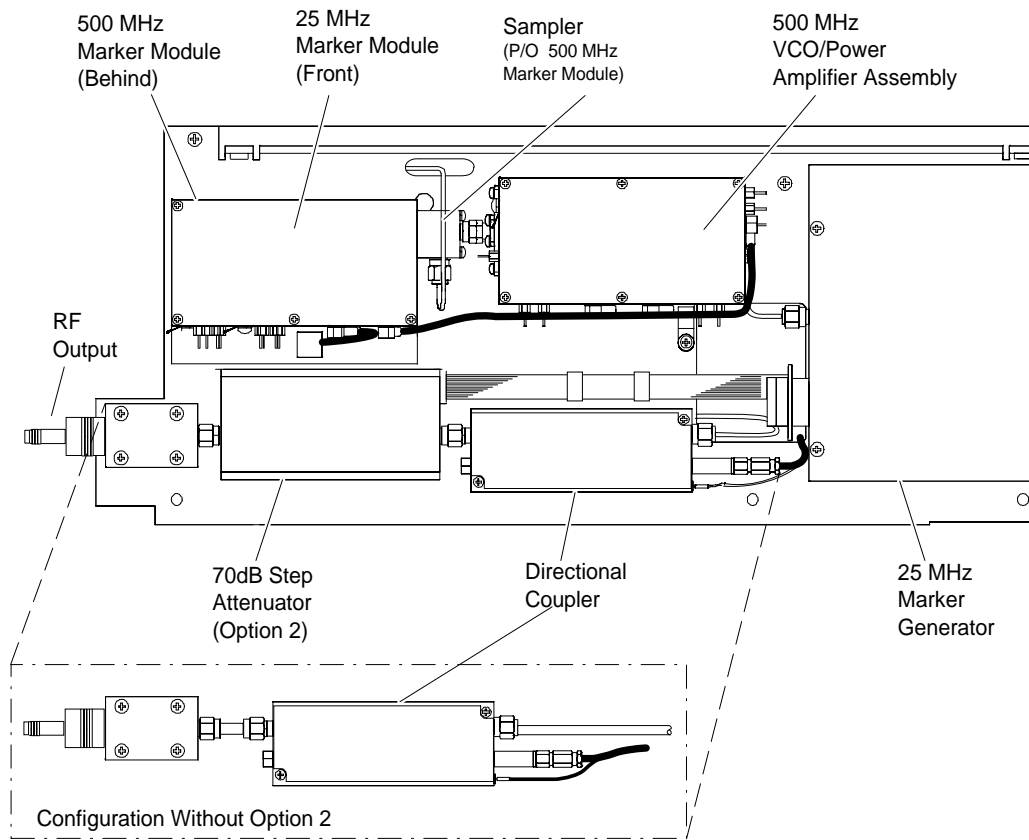 500 MHz
Marker Module
(Behind)
25 MHz
Marker Module
(Front)
Sampler
(P/O 500 MHz
Marker Module)
500 MHz
VCO/Power
Amplifier Assembly
RF
Output
70dB Step
Attenuator
(Option 2)
Directional
Coupler
25 MHz
Marker
Generator
Configuration Without Option 2